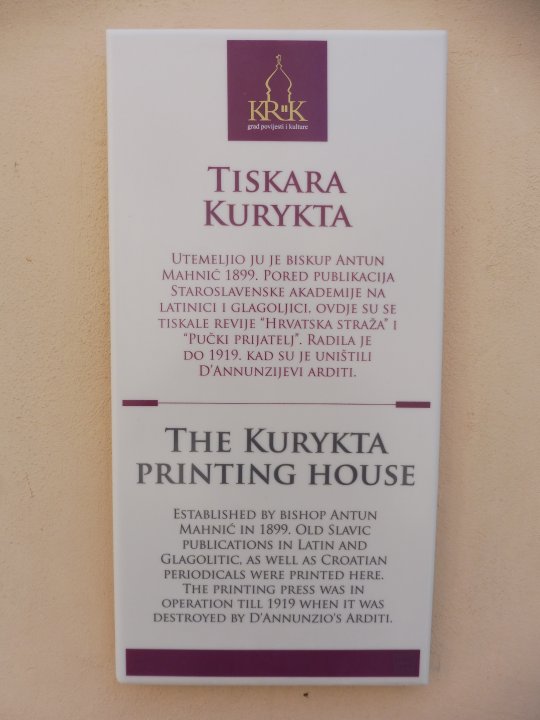 KRK
grad povijesti i kulture
TISKARA
KURYKTA
UTEMELJIO JU JE BISKUP ANTUN
MAHNIĆ 1899. PORED PUBLIKACIJA
STAROSLAVENSKE AKADEMIJE NA
LATINICI I GLAGOLJICI, OVDJE SU SE
TISKALE REVIJE "HRVATSKA STRAŽA" I
"PUČKI PRIJATELJ". RADILA JE
DO 1919. KAD SU JE UNIŠTILI
D'ANNUNZIJEVI ARDITI.
THE KURYKTA
PRINTING HOUSE
ESTABLISHED BY BISHOP ANTUN
MAHNIĆ IN 1899. OLD SLAVIC
PUBLICATIONS IN LATIN AND
GLAGOLITIC, AS WELL AS CROATIAN
PERIODICALS WERE PRINTED HERE.
THE PRINTING PRESS WAS IN
OPERATION TILL 1919 WHEN IT WAS
DESTROYED BY D'ANNUNZIO'S ARDITI.